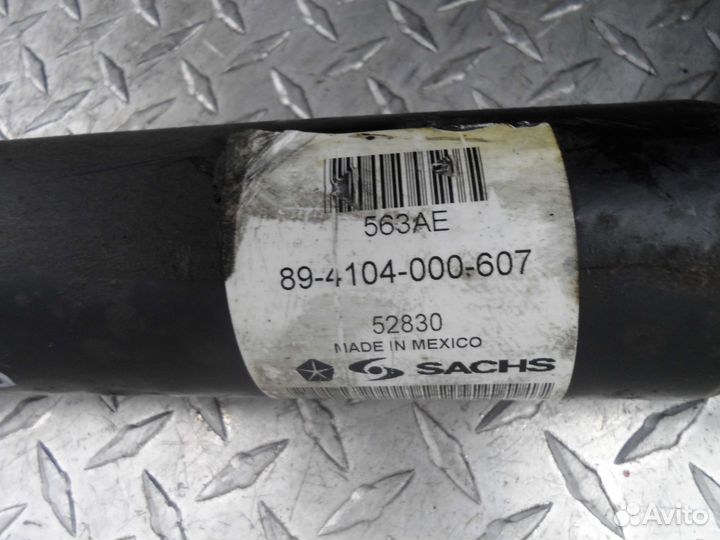 563AE
89-4104-000-607
52830
MADE IN MEXICO
SACHS
Avito